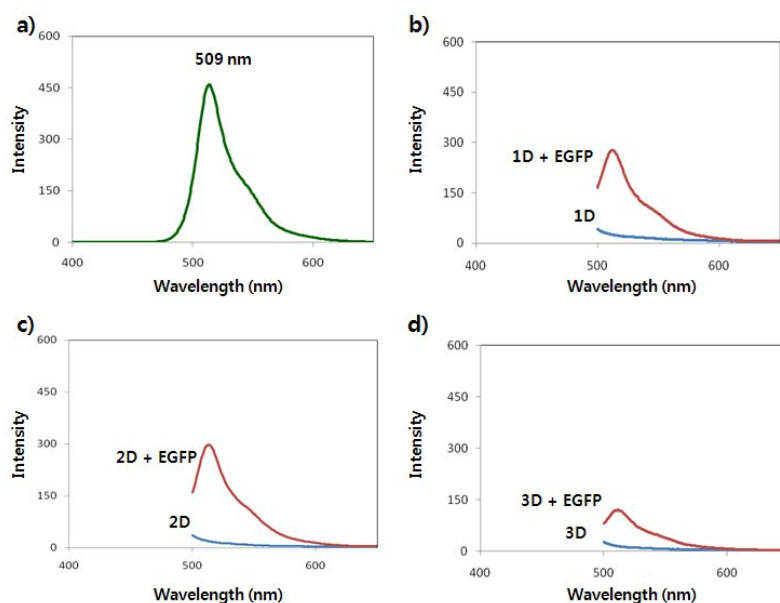 a)
600
450
300
150
0
400
500
600
Intensity
Wavelength (nm)
509 nm
b)
600
450
300
150
0
400
500
600
Intensity
Wavelength (nm)
1D + EGFP
1D
c)
600
450
300
150
0
400
500
600
Intensity
Wavelength (nm)
2D + EGFP
2D
d)
600
450
300
150
0
400
500
600
Intensity
Wavelength (nm)
3D + EGFP
3D